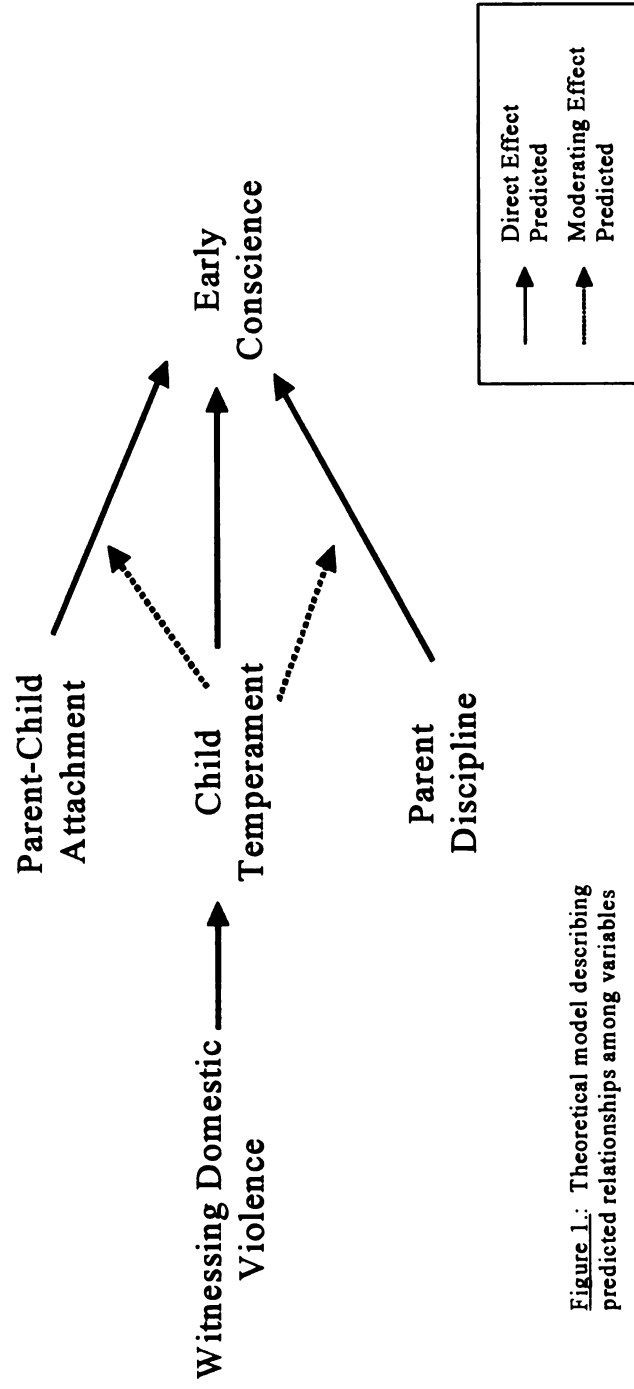 Parent-Child
Attachment
Witnessing Domestic
Violence
Child
Temperament
Early
Conscience
Parent
Discipline
Direct Effect
Predicted
Moderating Effect
Predicted
Figure 1.: Theoretical model describing
predicted relationships among variables